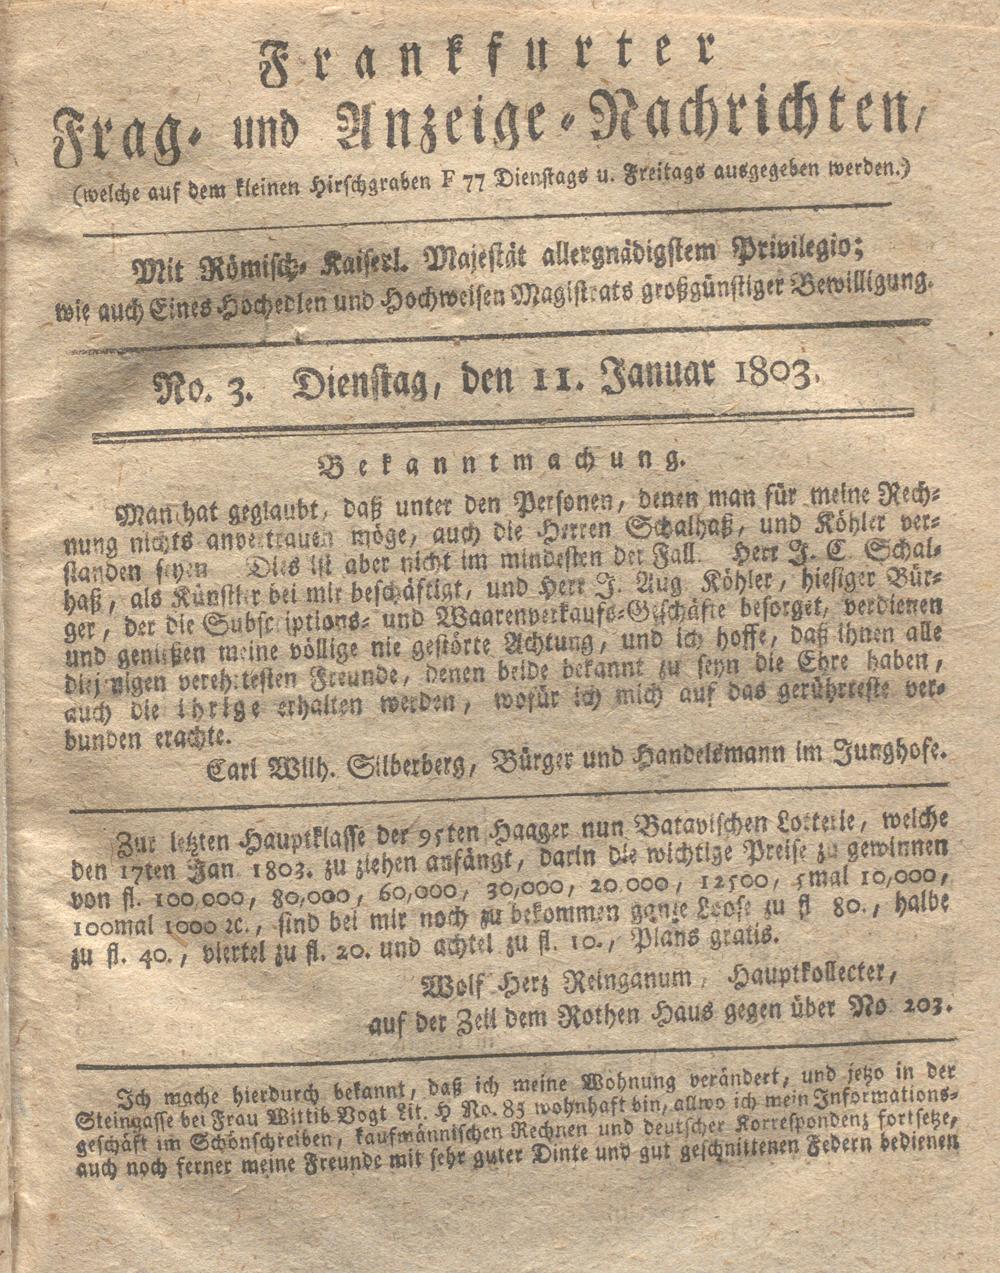 Frankfurter
Frag- und Anzeige-Nachrichten,
(welche auf dem kleinen Hirschgraben F 77 Dienstags u. Freitags ausgegeben werden.)
Mit Römisch- Kaiserl. Majestät allergnädigstem Privilegio;
wie auch Eines Hochedlen und Hochweisen Magistrats großgünstiger Bewilligung.
No. 3. Dienstag, den 11. Januar 1803.
Bekanntmachung.
Man hat geglaubt, daß unter den Personen, denen man für meine Rech-
nung nichts anvertrauen möge, auch die Herren Schalhaß, und Köhler ver-
standen seyen Dies ist aber nicht im mindesten der Fall. Herr J. C. Schal-
haß, als Künstler bei mir beschäftigt, und Herr J. Aug. Köhler, hiesiger Bür-
ger, der die Subscriptions- und Waarenverkaufs-Geschäfte besorget, verdienen
und genießen meine völlige nie gestörte Achtung, und ich hoffe, daß ihnen alle
diejenigen verehrtesten Freunde, denen beide bekannt zu seyn die Ehre haben,
auch die ihrige erhalten werden, wofür ich mich auf das gerührteste ver-
bunden erachte.
Carl Wilh. Silberberg, Bürger und Handelsmann im Junghofe.
Zur letzten Hauptklasse der 95ten Haager nun Batavischen Lotterie, welche
den 17ten Jan 1803. zu ziehen anfängt, darin die wichtige Preise zu gewinnen
von fl. 100,000, 80,000, 60,000, 30,000, 20,000, 12500, 5mal 10,000,
100mal 1000 ꝛc., sind bei mir noch zu bekommen ganze Loose zu fl 80., halbe
zu fl. 40., viertel zu fl. 20. und achtel zu fl. 10., Plans gratis.
Wolf Herz Reinganum, Hauptkollecter,
auf der Zeil dem Rothen Haus gegen über No 203.
Ich mache hierdurch bekannt, daß ich meine Wohnung verändert, und jetzo in der
Steingasse bei Frau Wittib Vogt Lit. H No. 85 wohnhaft bin, allwo ich mein Informations-
geschäft im Schönschreiben, kaufmännischen Rechnen und deutscher Korrespondenz fortsetze,
auch noch ferner meine Freunde mit sehr guter Dinte und gut geschnittenen Federn bedienen